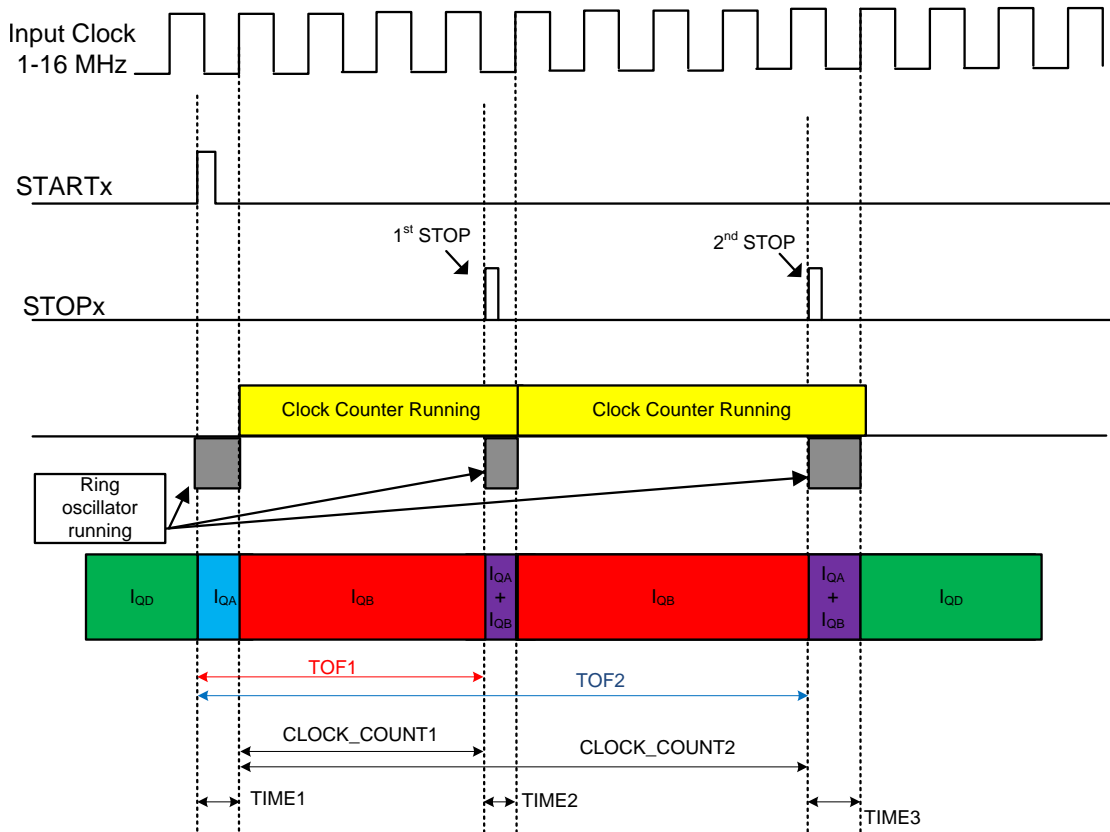 Input Clock
1-16 MHz
STARTx
1st STOP
2nd STOP
STOPx
Clock Counter Running
Clock Counter Running
Ring
oscillator
running
IQD
IQA
IQB
IQA
+
IQB
IQB
IQA
+
IQB
IQD
TOF1
TOF2
CLOCK_COUNT1
CLOCK_COUNT2
TIME1
TIME2
TIME3